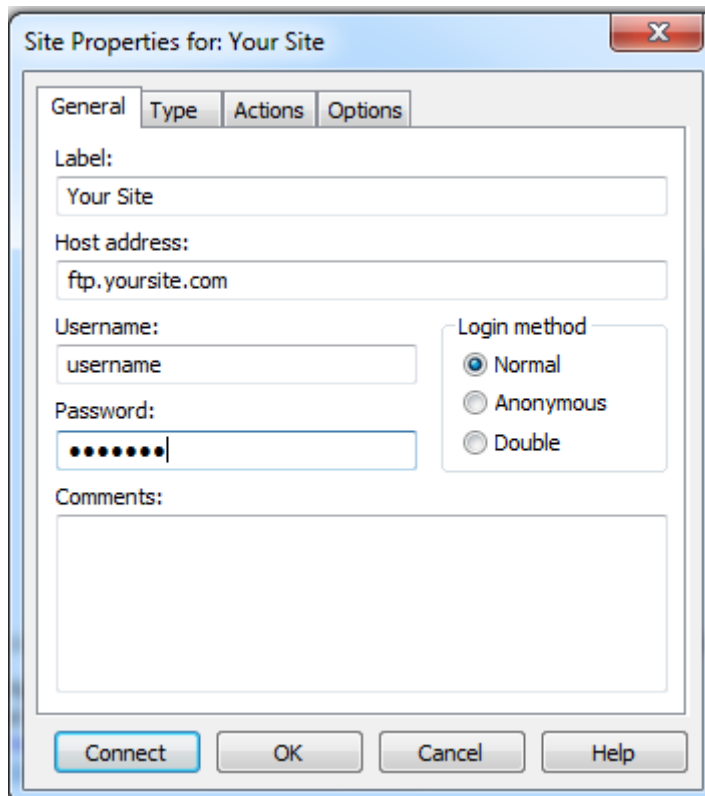 Site Properties for: Your Site
General Type Actions Options
Label:
Your Site
Host address:
ftp.yoursite.com
Username:
username
Login method
Normal
Password:
Anonymous
•••••••
Double
Comments:
Connect OK Cancel Help